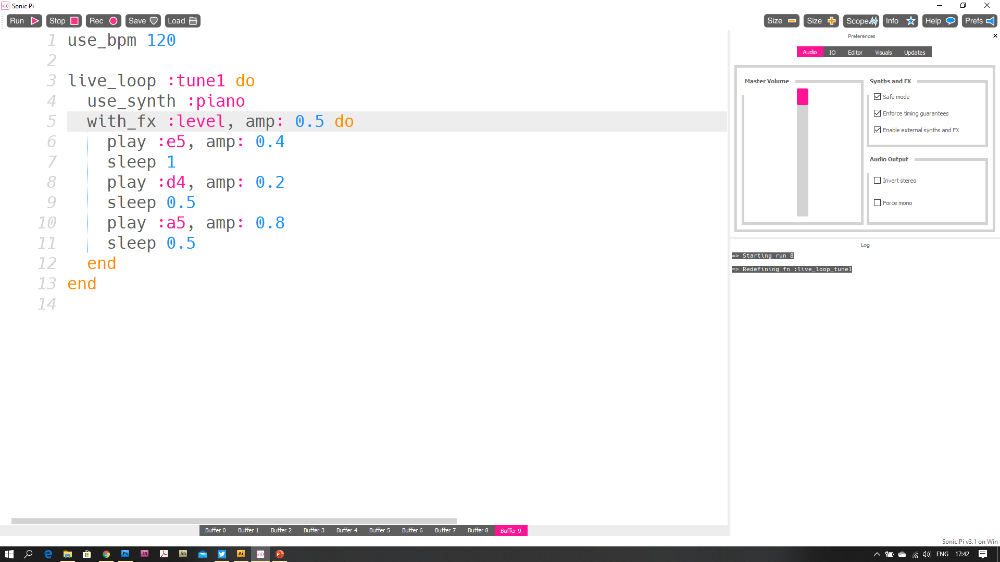 Sonic Pi
Run Stop Rec Save Load Size Size Scope Info Help Prefs
1 use_bpm 120
2
3 live_loop :tune1 do
4 use_synth :piano
5 with_fx :level, amp: 0.5 do
6 play :e5, amp: 0.4
7 sleep 1
8 play :d4, amp: 0.2
9 sleep 0.5
10 play :a5, amp: 0.8
11 sleep 0.5
12 end
13 end
14
Preferences
Audio IO Editor Visuals Updates
Master Volume
Synths and FX
Safe mode
Enforce timing guarantees
Enable external synths and FX
Audio Output
Invert stereo
Force mono
Log
=> Starting run 8
=> Redefining fn :live_loop_tune1
Buffer 0 Buffer 1 Buffer 2 Buffer 3 Buffer 4 Buffer 5 Buffer 6 Buffer 7 Buffer 8 Buffer 9
Sonic Pi v3.1 on Win
Ps ID Sb Ai P ENG 17:42